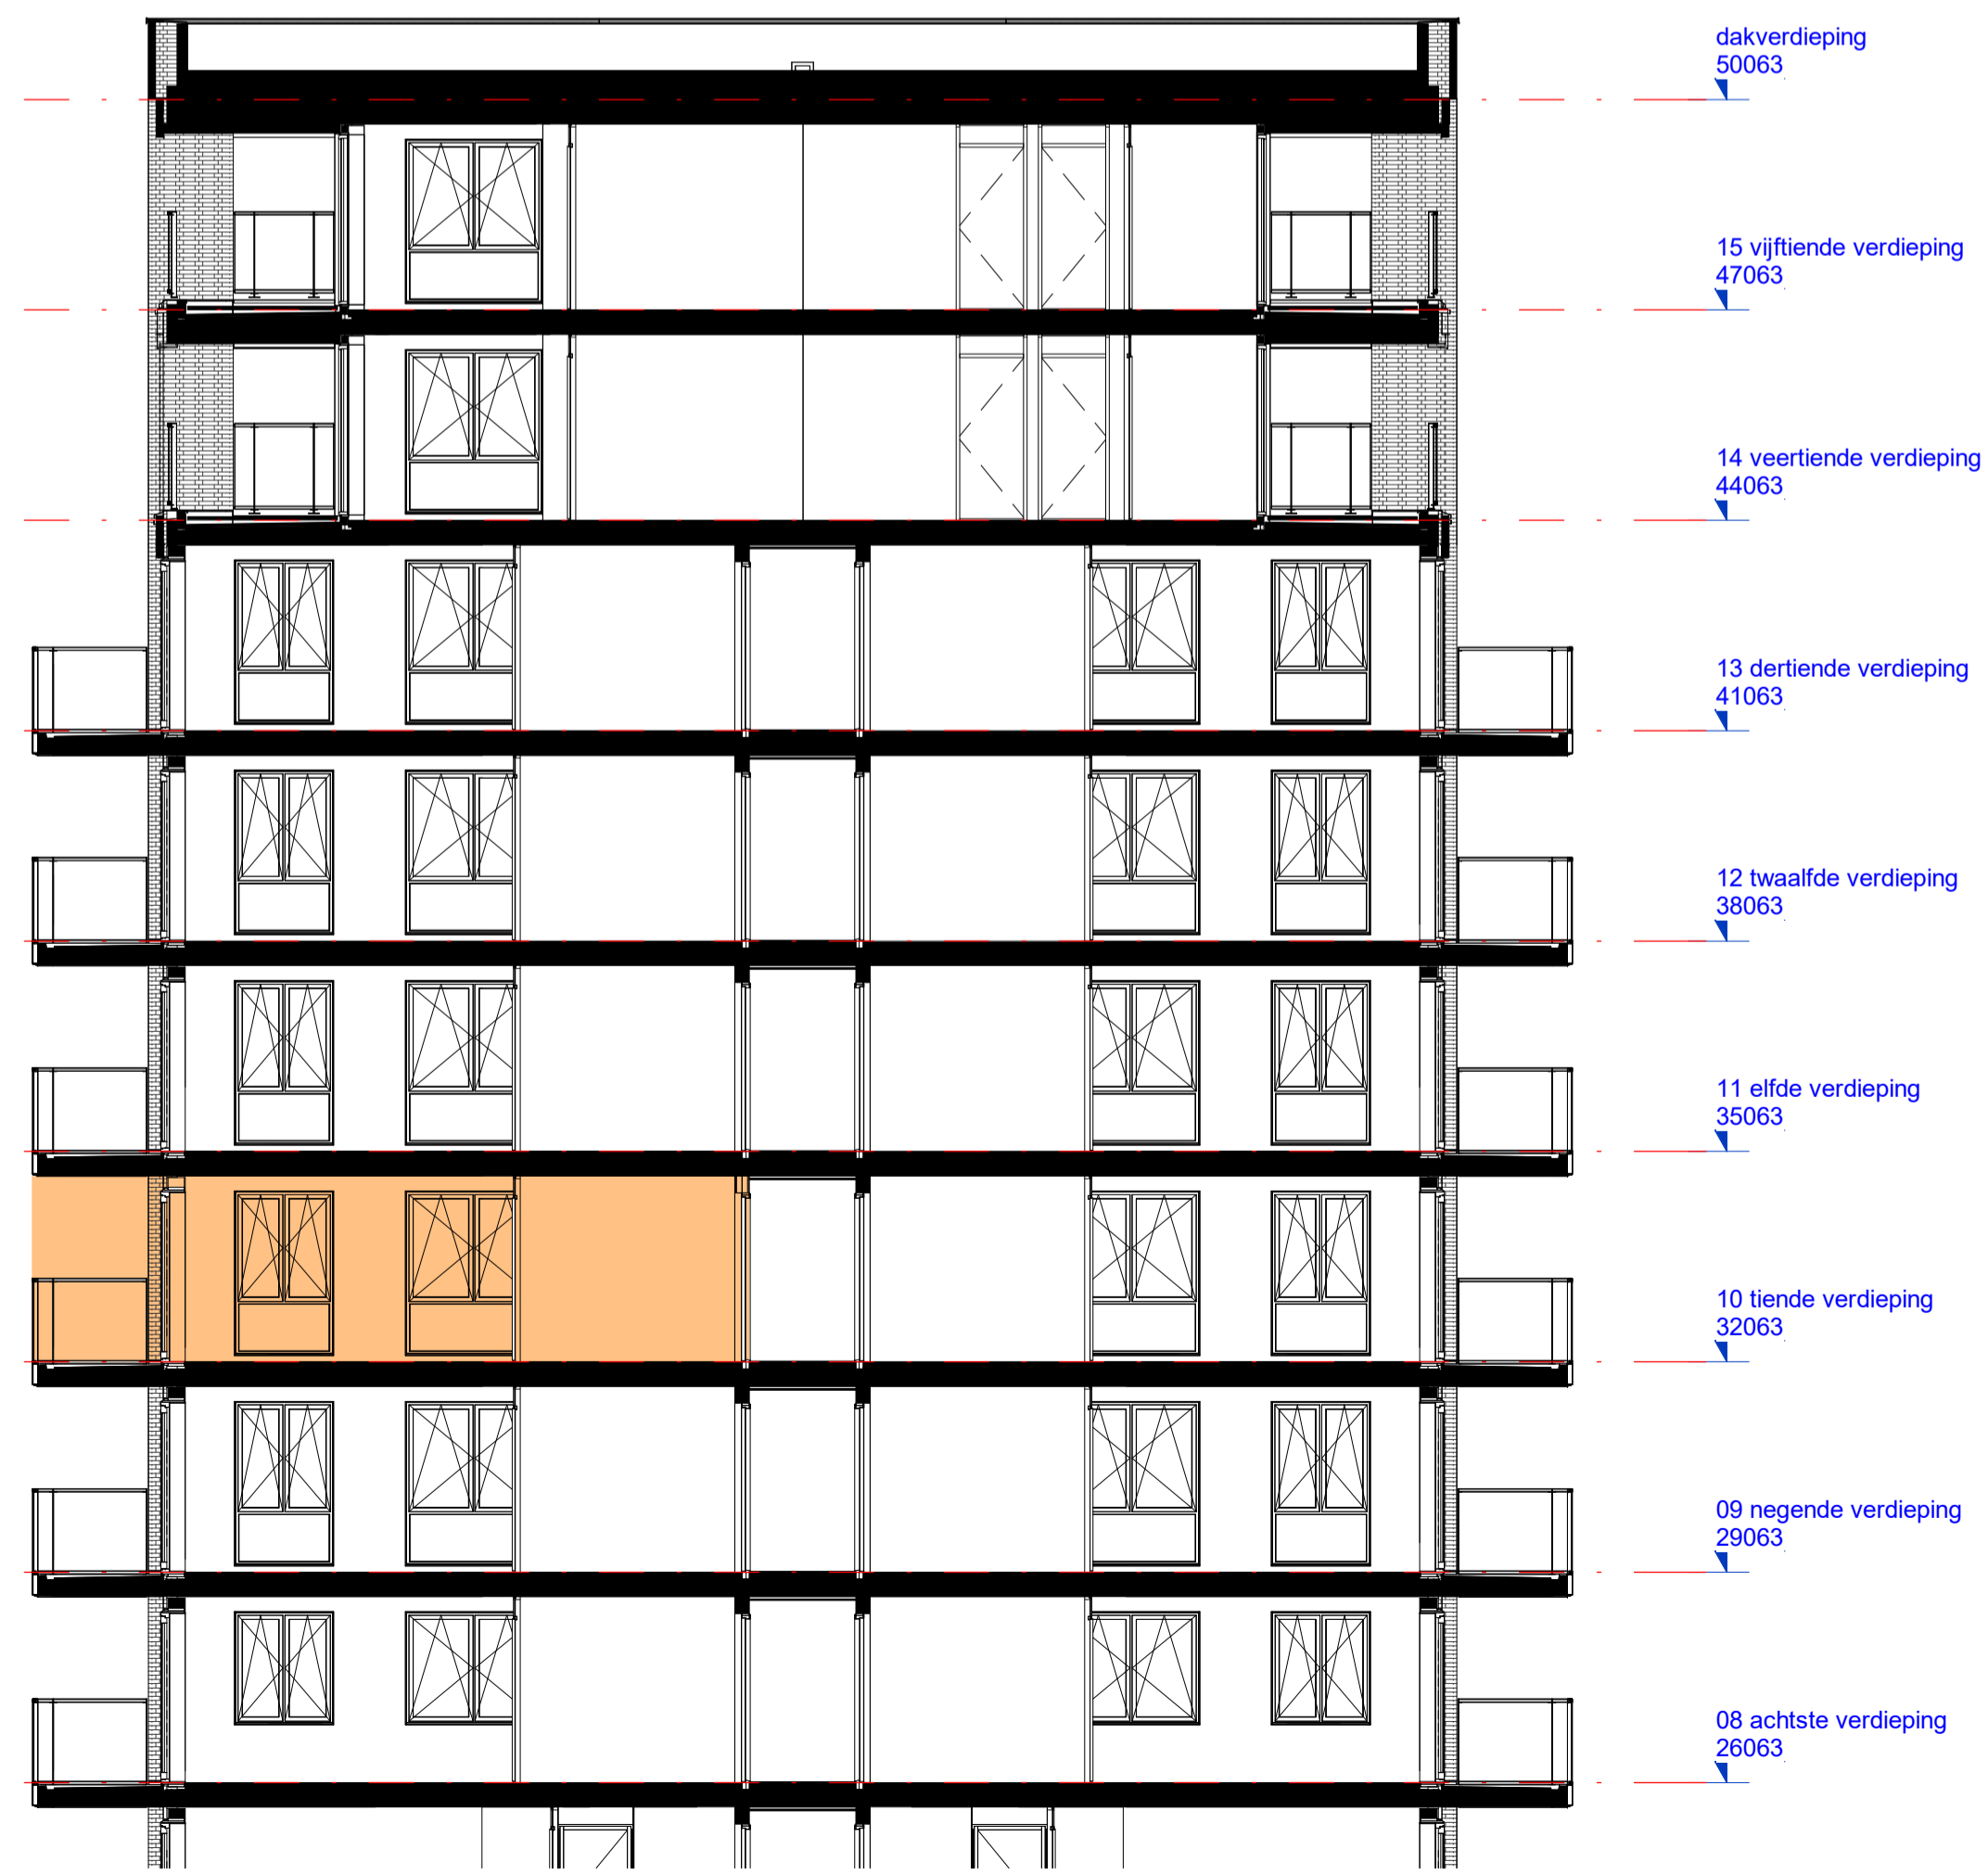 dakverdieping
50063
15 vijftiende verdieping
47063
14 veertiende verdieping
44063
13 dertiende verdieping
41063
12 twaalfde verdieping
38063
11 elfde verdieping
35063
10 tiende verdieping
32063
09 negende verdieping
29063
08 achtste verdieping
26063